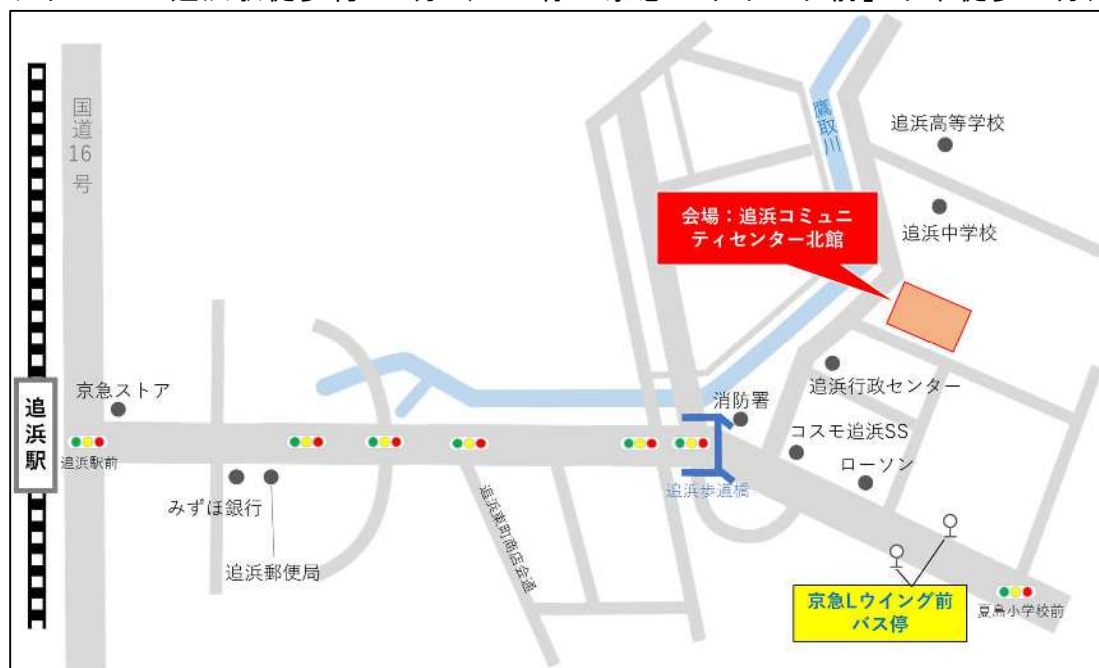 国道16号
鷹取川
追浜高等学校
会場：追浜コミュニ
ティセンター北館
追浜中学校
追浜駅
京急ストア
追浜駅前
消防署
追浜行政センター
コスモ追浜SS
ローソン
追浜歩道橋
みずほ銀行
追浜郵便局
追浜東町商店会通
京急Lウイング前
バス停
夏島小学校前